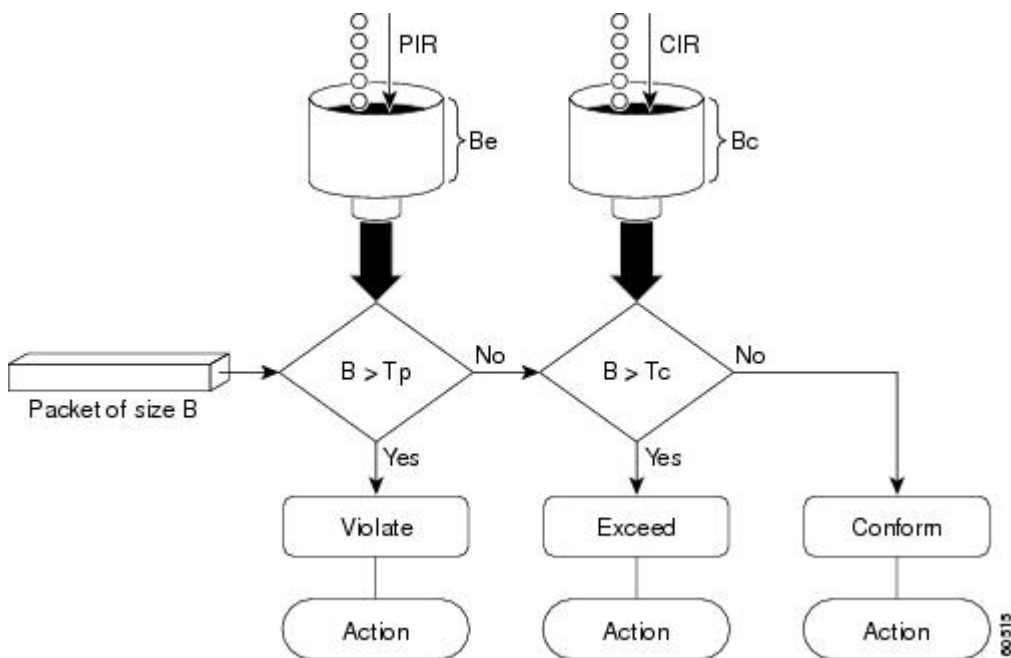 PIR
CIR
Be
Bc
B > Tp
No
B > Tc
No
Packet of size B
Yes
Yes
Violate
Exceed
Conform
Action
Action
Action
60515